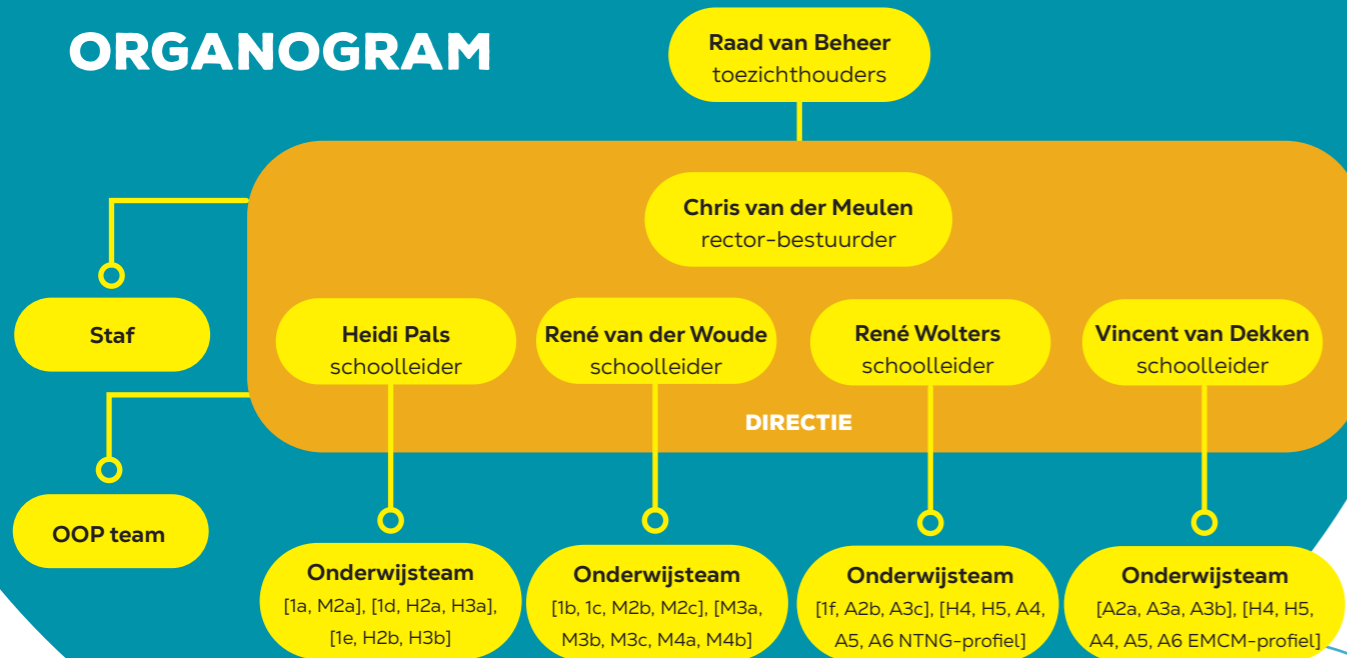 ORGANOGRAM
Raad van Beheer
toezichthouders
Chris van der Meulen
rector-bestuurder
Staf
Heidi Pals
schoolleider
René van der Woude
schoolleider
René Wolters
schoolleider
Vincent van Dekken
schoolleider
DIRECTIE
OOP team
Onderwijsteam
[1a, M2a], [1d, H2a, H3a],
[1e, H2b, H3b]
Onderwijsteam
[1b, 1c, M2b, M2c], [M3a,
M3b, M3c, M4a, M4b]
Onderwijsteam
[1f, A2b, A3c], [H4, H5, A4,
A5, A6 NTNG-profiel]
Onderwijsteam
[A2a, A3a, A3b], [H4, H5,
A4, A5, A6 EMCM-profiel]